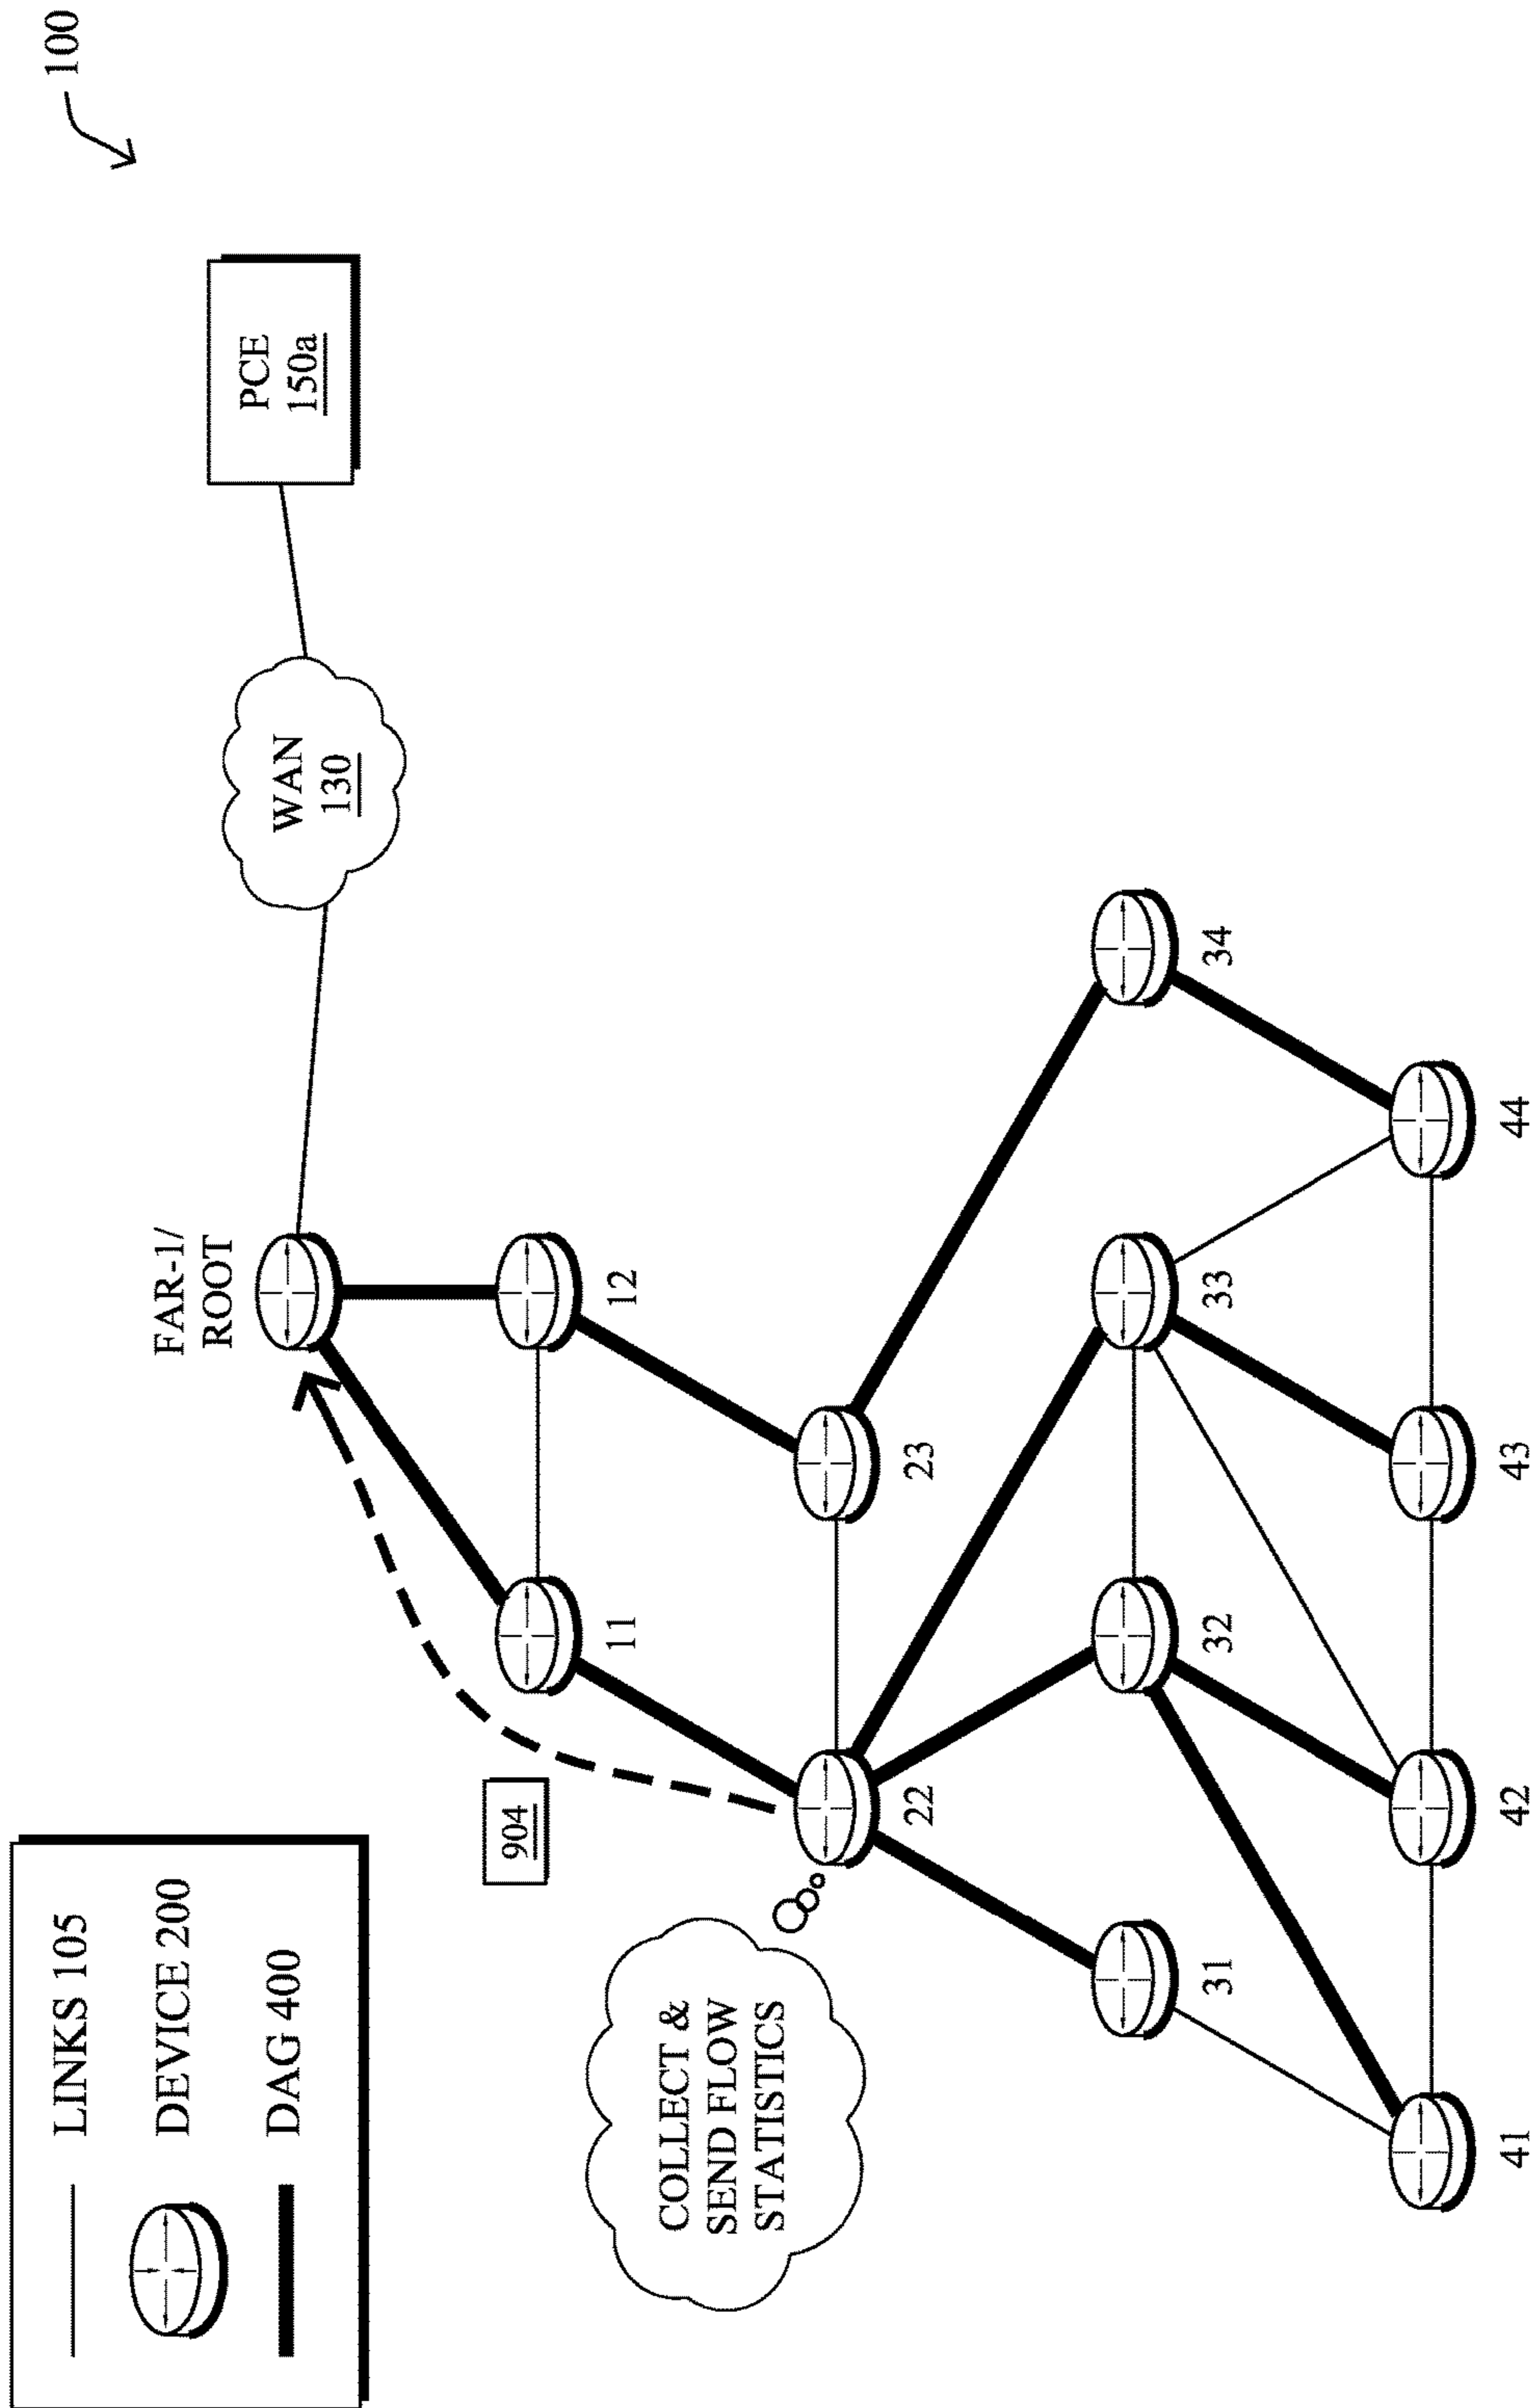 LINKS 105
DEVICE 200
DAG 400
100
FAR-1/
ROOT
WAN
130
PCE
150a
904
11
12
COLLECT &
SEND FLOW
STATISTICS
22
23
31
32
33
34
41
42
43
44